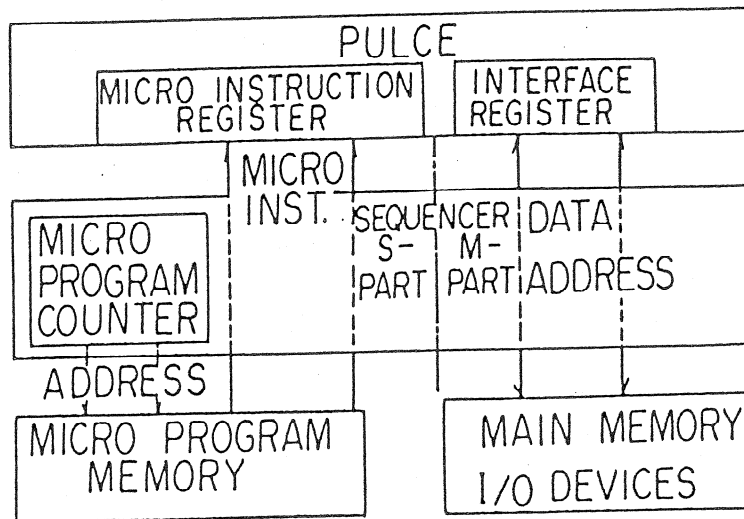 PULCE
MICRO INSTRUCTION
REGISTER
INTERFACE
REGISTER
MICRO
INST.
SEQUENCER
S-
PART
M-
PART
DATA
ADDRESS
MICRO
PROGRAM
COUNTER
ADDRESS
MICRO PROGRAM
MEMORY
MAIN MEMORY
I/O DEVICES